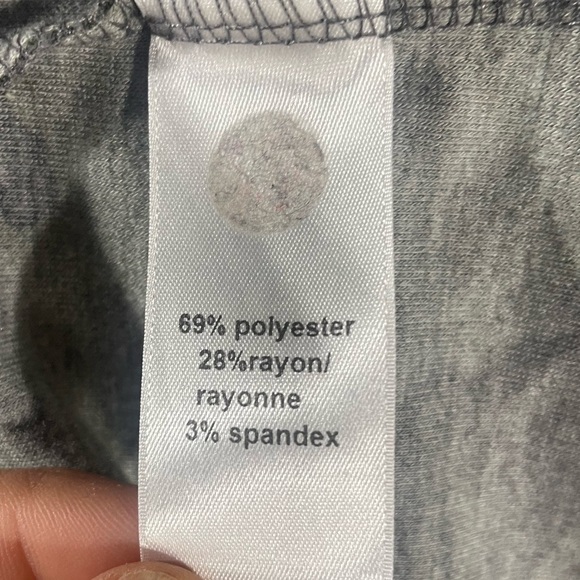 69% polyester
28%rayon/
rayonne
3% spandex